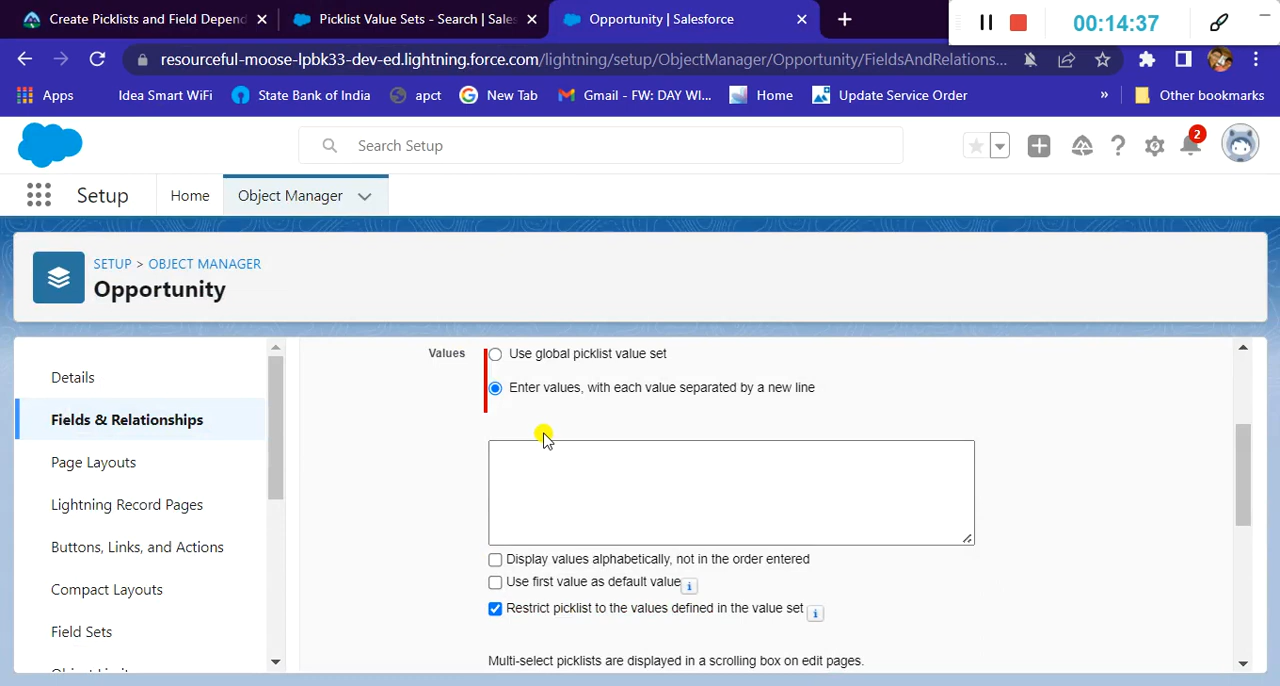 Create Picklists and Field Depend
Picklist Value Sets - Search | Sales
Opportunity | Salesforce
00:14:37
resourceful-moose-lpbk33-dev-ed.lightning.force.com/lightning/setup/ObjectManager/Opportunity/FieldsAndRelations...
Apps
Idea Smart WiFi
State Bank of India
apct
New Tab
Gmail - FW: DAY WI...
Home
Update Service Order
»
Other bookmarks
Search Setup
2
Setup
Home
Object Manager
SETUP > OBJECT MANAGER
Opportunity
Details
Fields & Relationships
Page Layouts
Lightning Record Pages
Buttons, Links, and Actions
Compact Layouts
Field Sets
Object Limits
Values
Use global picklist value set
Enter values, with each value separated by a new line
Display values alphabetically, not in the order entered
Use first value as default value
Restrict picklist to the values defined in the value set
Multi-select picklists are displayed in a scrolling box on edit pages.